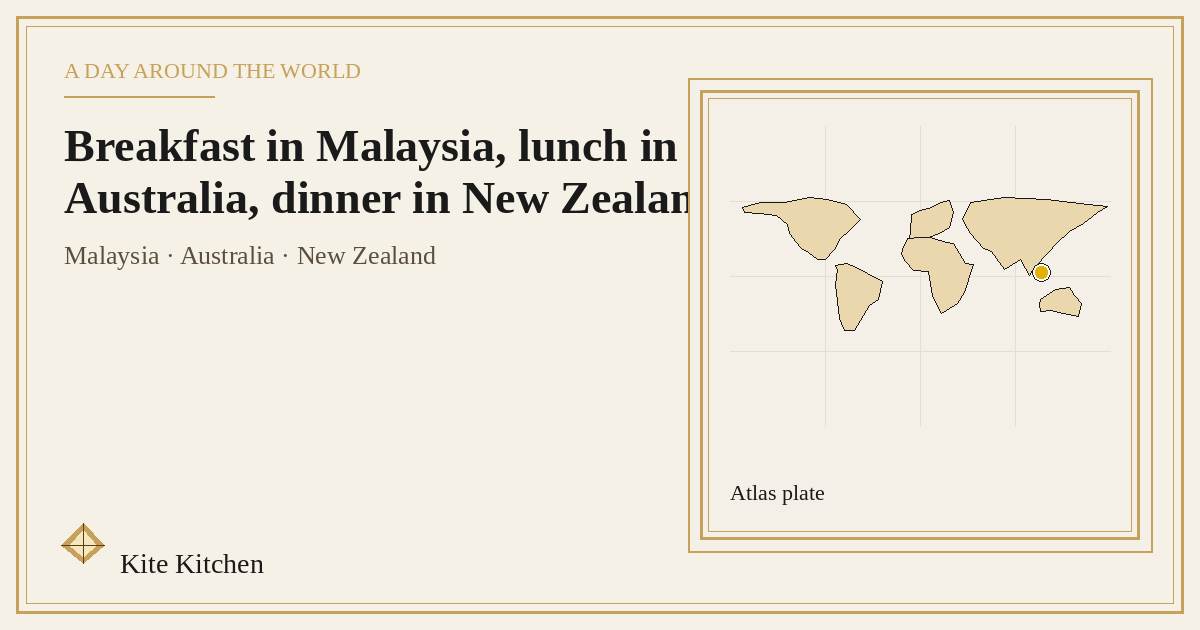 A DAY AROUND THE WORLD
Breakfast in Malaysia, lunch in
Australia, dinner in New Zealan
Malaysia · Australia · New Zealand
Atlas plate
Kite Kitchen